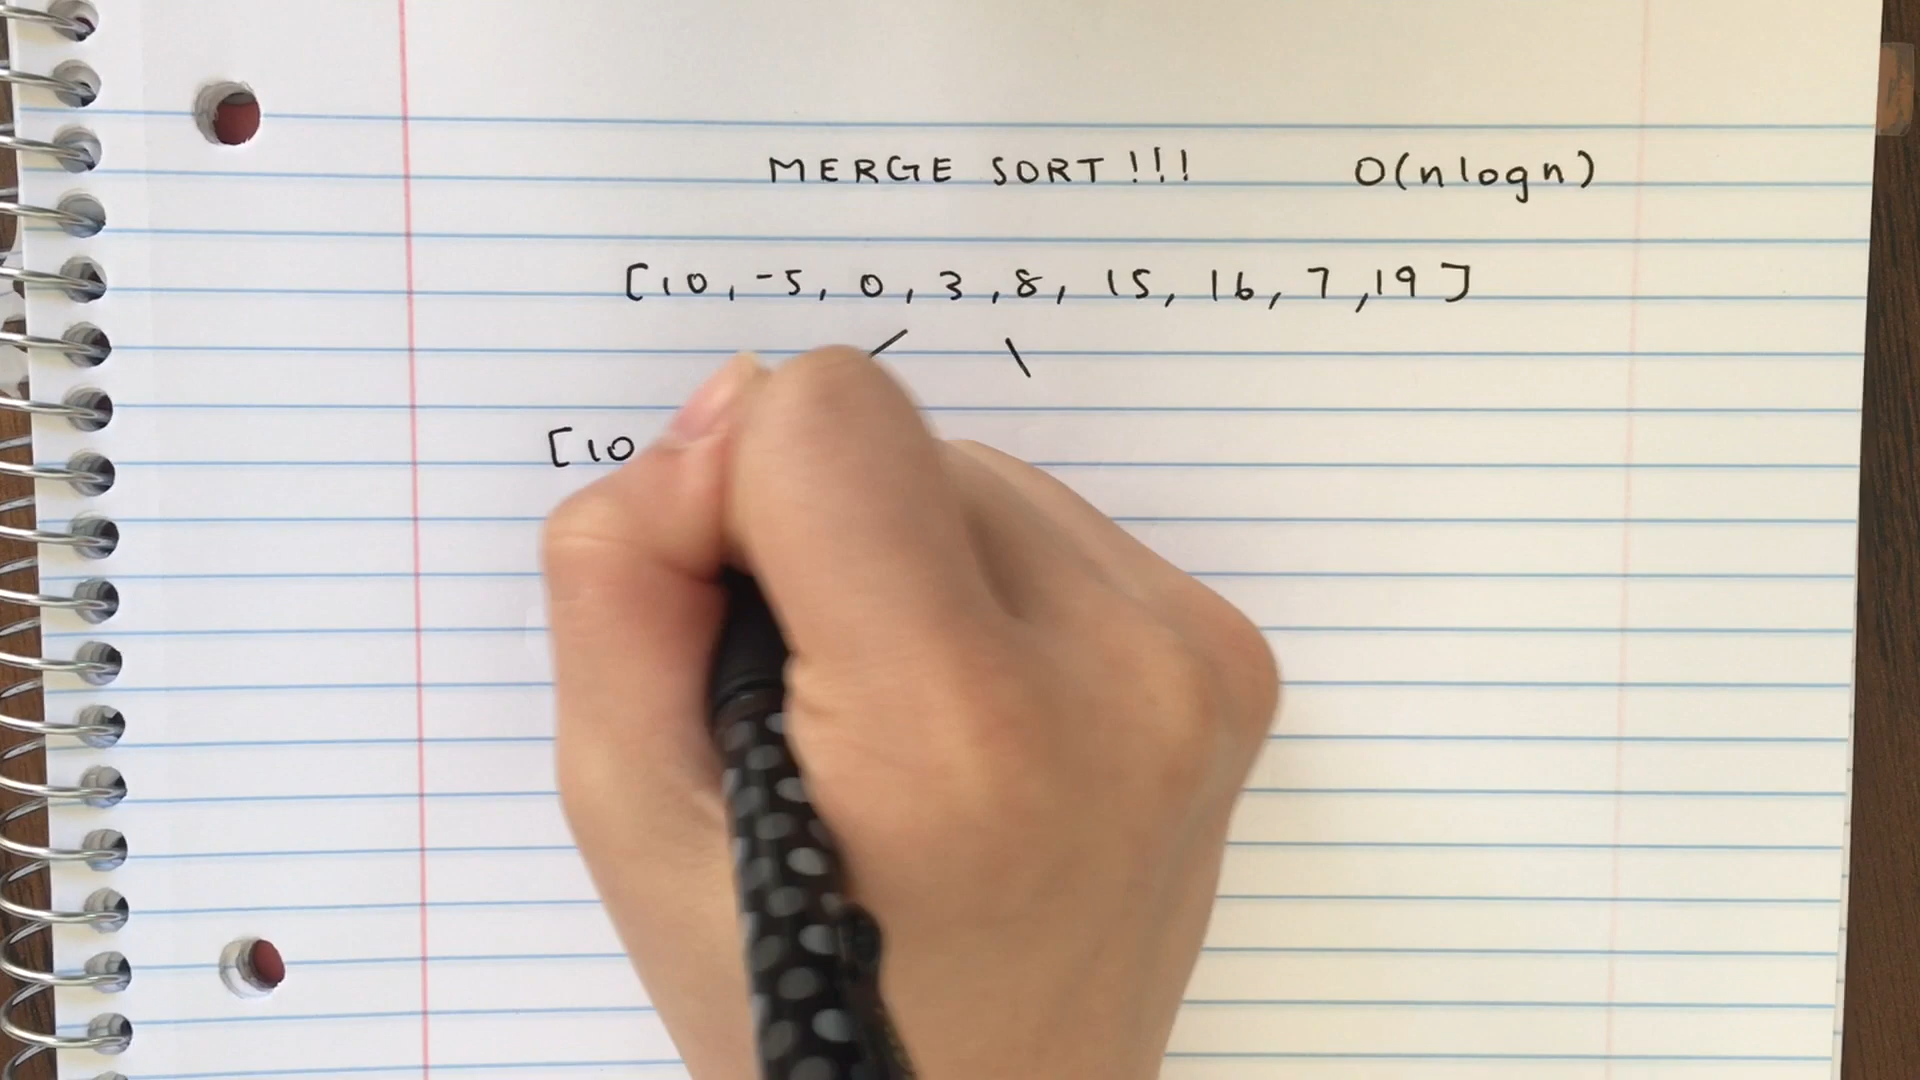 MERGE SORT!!! O(nlogn)
[10, -5, 0, 3, 8, 15, 16, 7, 19]
[10